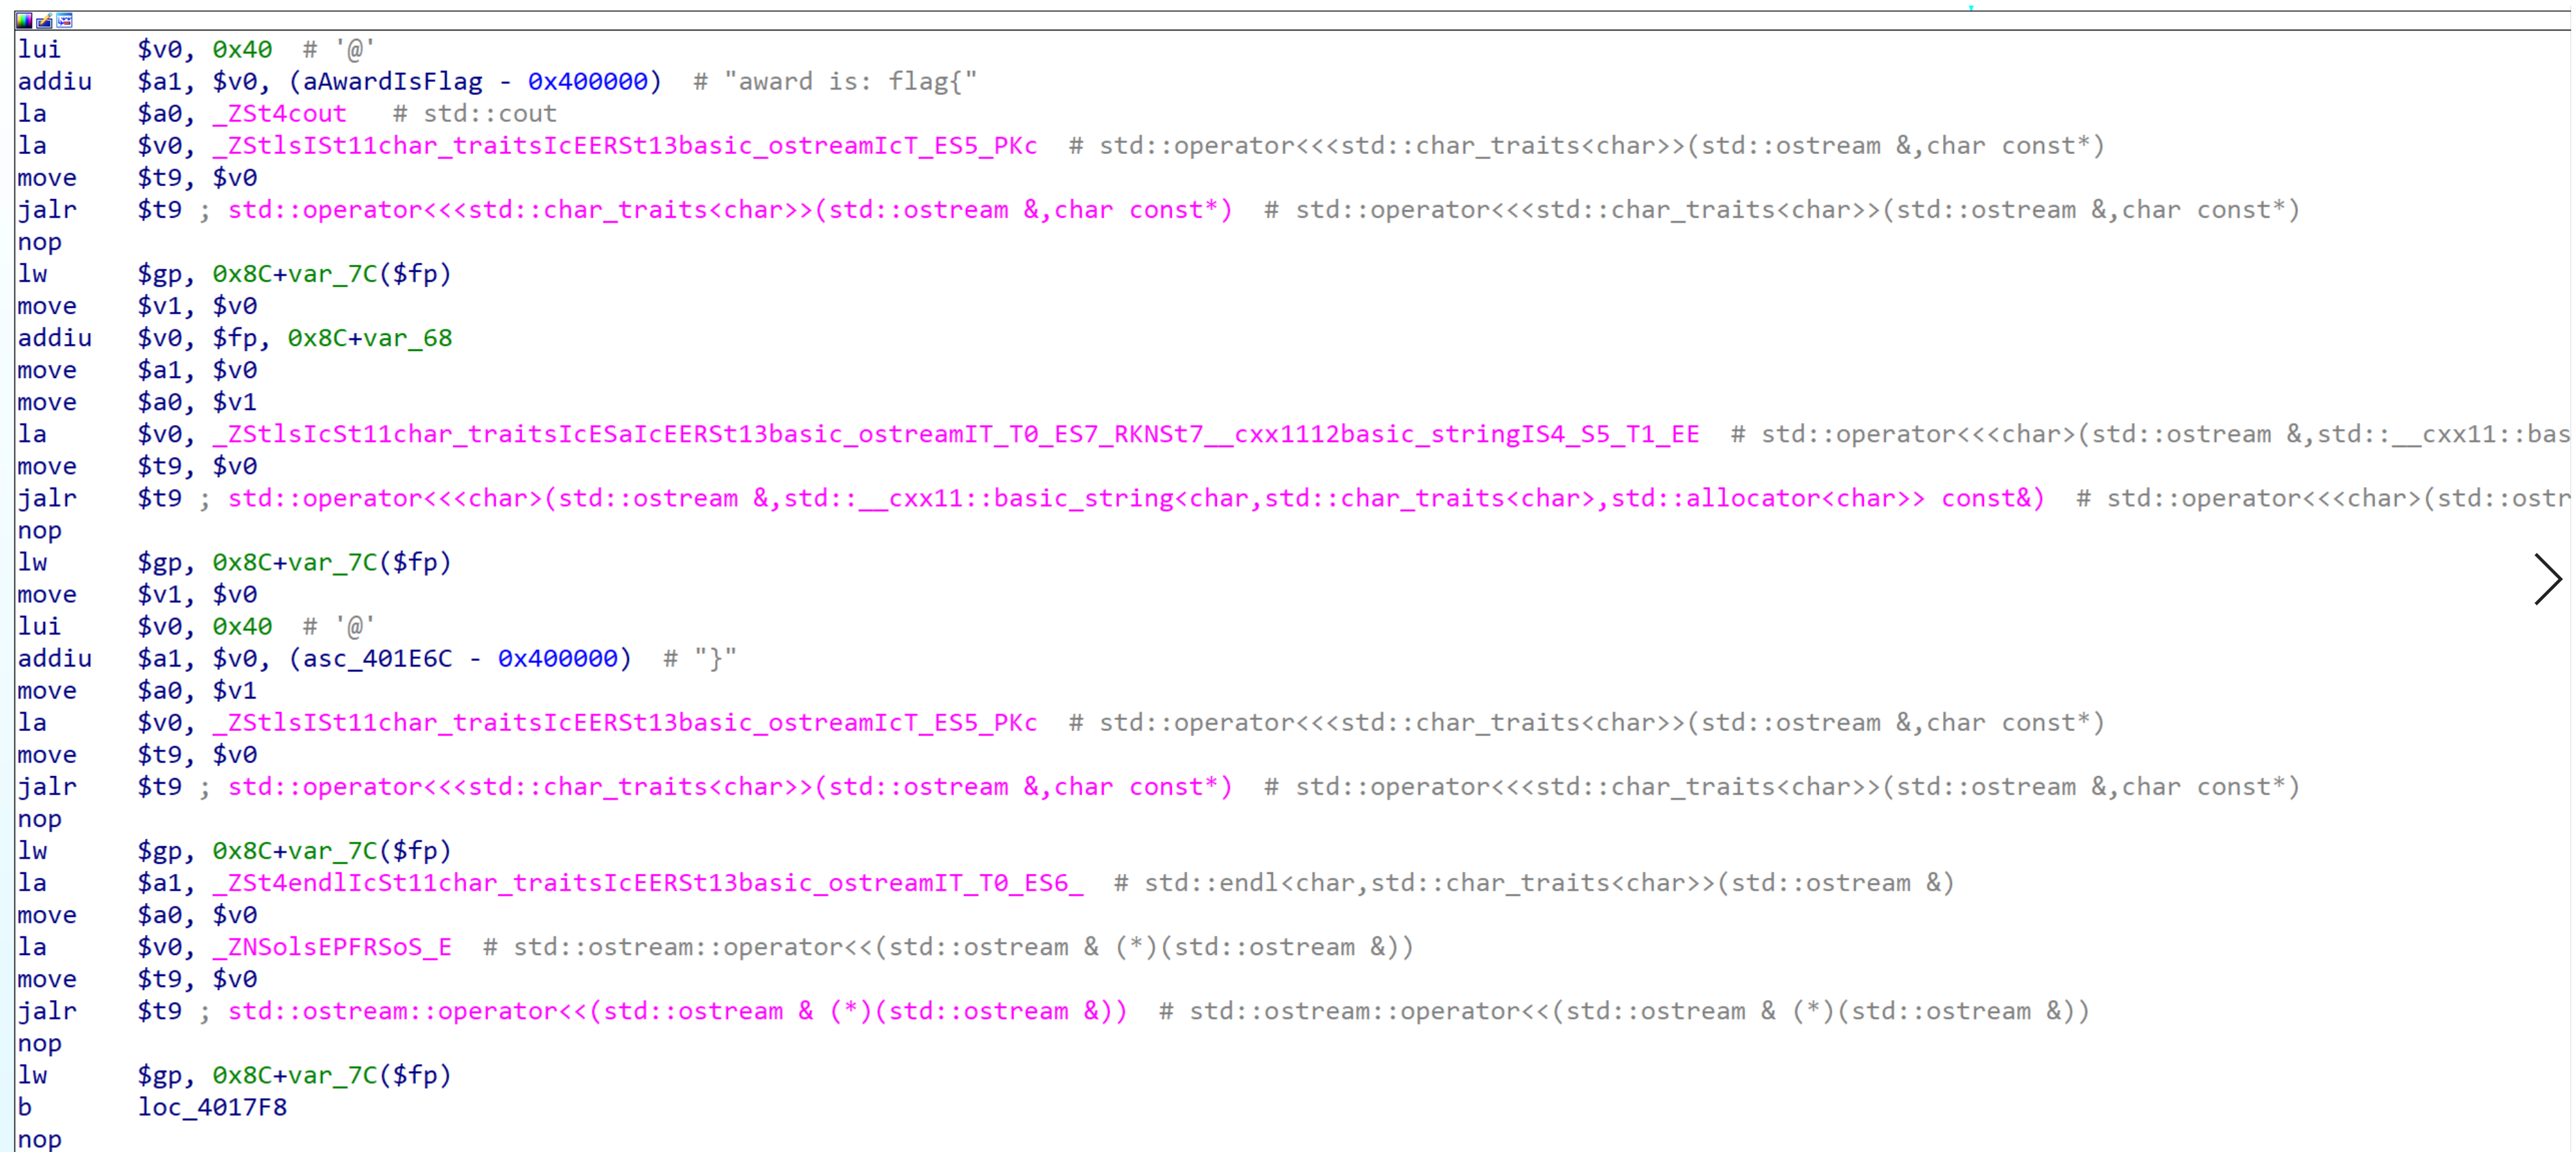 lui $v0, 0x40 # '@'
addiu $a1, $v0, (aAwardIsFlag - 0x400000) # "award is: flag{"
la $a0, _ZSt4cout # std::cout
la $v0, _ZStlsISt11char_traitsIcEERSt13basic_ostreamIcT_ES5_PKc # std::operator<<<std::char_traits<char>>(std::ostream &,char const*)
move $t9, $v0
jalr $t9 ; std::operator<<<std::char_traits<char>>(std::ostream &,char const*) # std::operator<<<std::char_traits<char>>(std::ostream &,char const*)
nop
lw $gp, 0x8C+var_7C($fp)
move $v1, $v0
addiu $v0, $fp, 0x8C+var_68
move $a1, $v0
move $a0, $v1
la $v0, _ZStlsIcSt11char_traitsIcESaIcEERSt13basic_ostreamIT_T0_ES7_RKNSt7__cxx1112basic_stringIS4_S5_T1_EE # std::operator<<<char>(std::ostream &,std::__cxx11::bas
move $t9, $v0
jalr $t9 ; std::operator<<<char>(std::ostream &,std::__cxx11::basic_string<char,std::char_traits<char>,std::allocator<char>> const&) # std::operator<<<char>(std::ostr
nop
lw $gp, 0x8C+var_7C($fp)
move $v1, $v0
lui $v0, 0x40 # '@'
addiu $a1, $v0, (asc_401E6C - 0x400000) # "}"
move $a0, $v1
la $v0, _ZStlsISt11char_traitsIcEERSt13basic_ostreamIcT_ES5_PKc # std::operator<<<std::char_traits<char>>(std::ostream &,char const*)
move $t9, $v0
jalr $t9 ; std::operator<<<std::char_traits<char>>(std::ostream &,char const*) # std::operator<<<std::char_traits<char>>(std::ostream &,char const*)
nop
lw $gp, 0x8C+var_7C($fp)
la $a1, _ZSt4endlIcSt11char_traitsIcEERSt13basic_ostreamIT_T0_ES6_ # std::endl<char,std::char_traits<char>>(std::ostream &)
move $a0, $v0
la $v0, _ZNSolsEPFRSoS_E # std::ostream::operator<<(std::ostream & (*)(std::ostream &))
move $t9, $v0
jalr $t9 ; std::ostream::operator<<(std::ostream & (*)(std::ostream &)) # std::ostream::operator<<(std::ostream & (*)(std::ostream &))
nop
lw $gp, 0x8C+var_7C($fp)
b loc_4017F8
nop